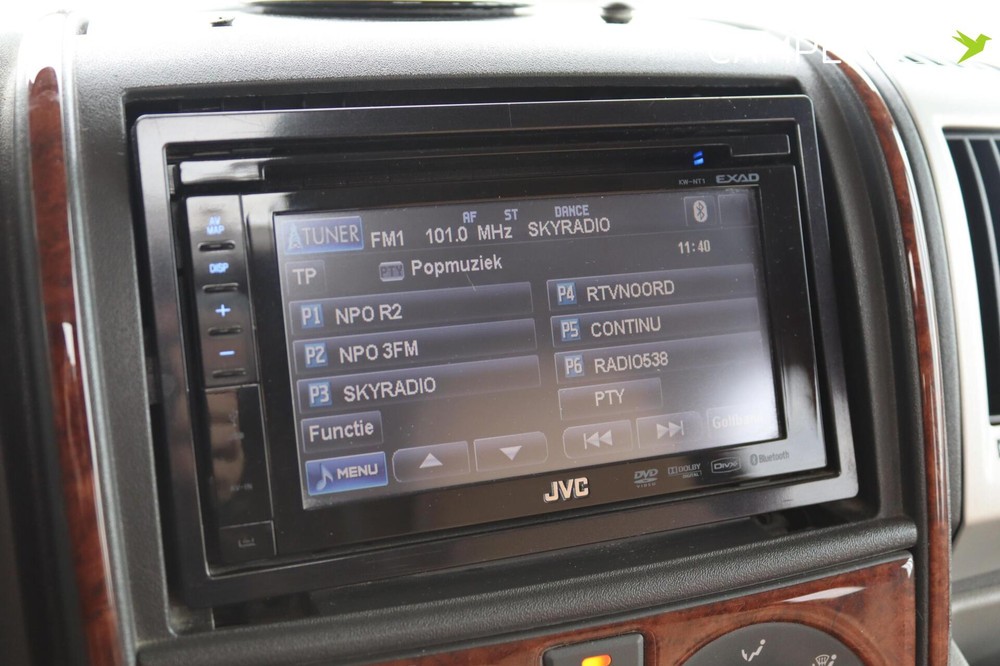 KW-NT1 EXAD
AV MAP
DISP
TUNER FM1 AF ST DANCE
101.0 MHz SKYRADIO
11:40
TP PTY Popmuziek
P1 NPO R2
P2 NPO 3FM
P3 SKYRADIO
P4 RTVNOORD
P5 CONTINU
P6 RADIO538
PTY
Functie
MENU
JVC
DVD VIDEO DOLBY DIGITAL DivX Bluetooth